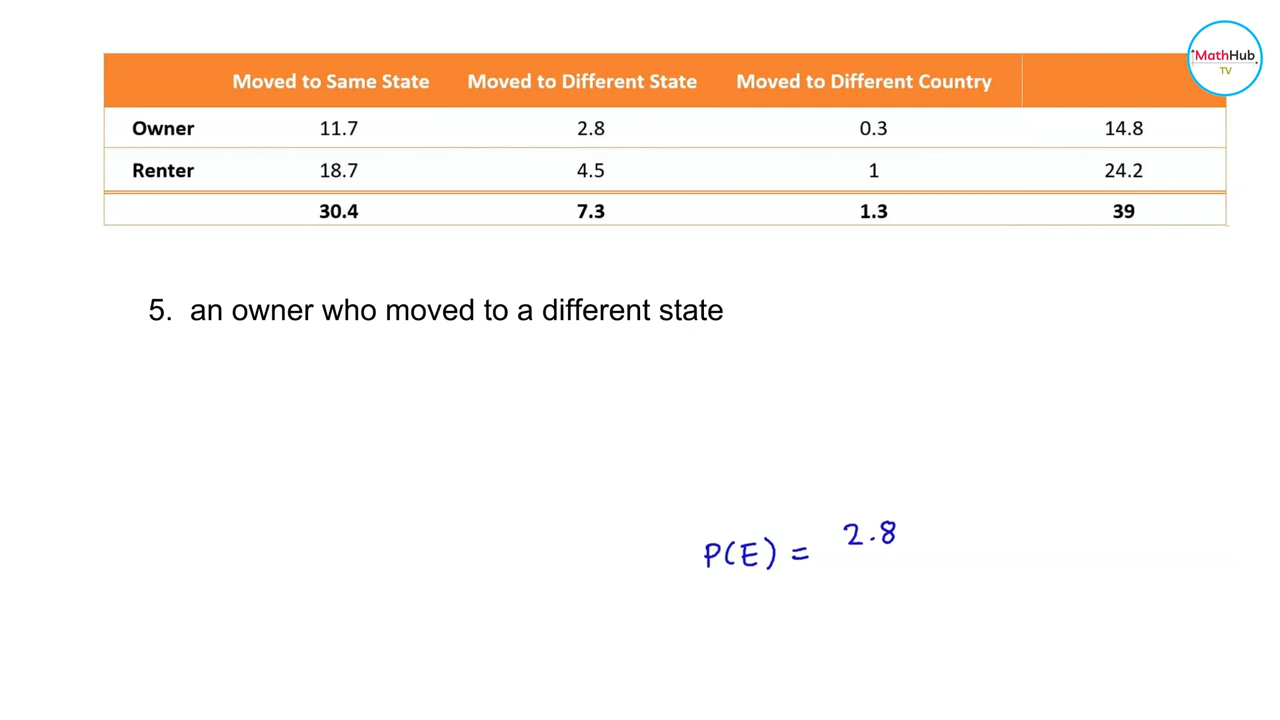 MathHub
TV
Moved to Same State Moved to Different State Moved to Different Country
Owner 11.7 2.8 0.3 14.8
Renter 18.7 4.5 1 24.2
30.4 7.3 1.3 39
5. an owner who moved to a different state
P(E) = 2.8